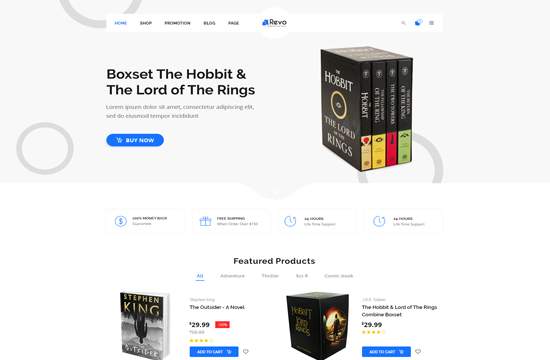 HOME SHOP PROMOTION BLOG PAGE
Revo
Boxset The Hobbit &
The Lord of The Rings
Lorem ipsum dolor sit amet, consectetur adipiscing elit,
sed do eiusmod tempor incididunt
BUY NOW
THE
HOBBIT
THE
LORD OF
THE
RINGS
HOBBIT
100% MONEY BACK
Guarantee
FREE SHIPPING
When Order Over $150
24 HOURS
Life Time Support
24 HOURS
Life Time Support
Featured Products
All Adventure Thriller Sci-fi Comic-book
STEPHEN
KING
Stephen King
The Outsider - A Novel
$29.99
ADD TO CART
HOBBIT
LORD
RINGS
J.R.R. Tolkien
The Hobbit & Lord of The Rings
Combine Boxset
$29.99
ADD TO CART